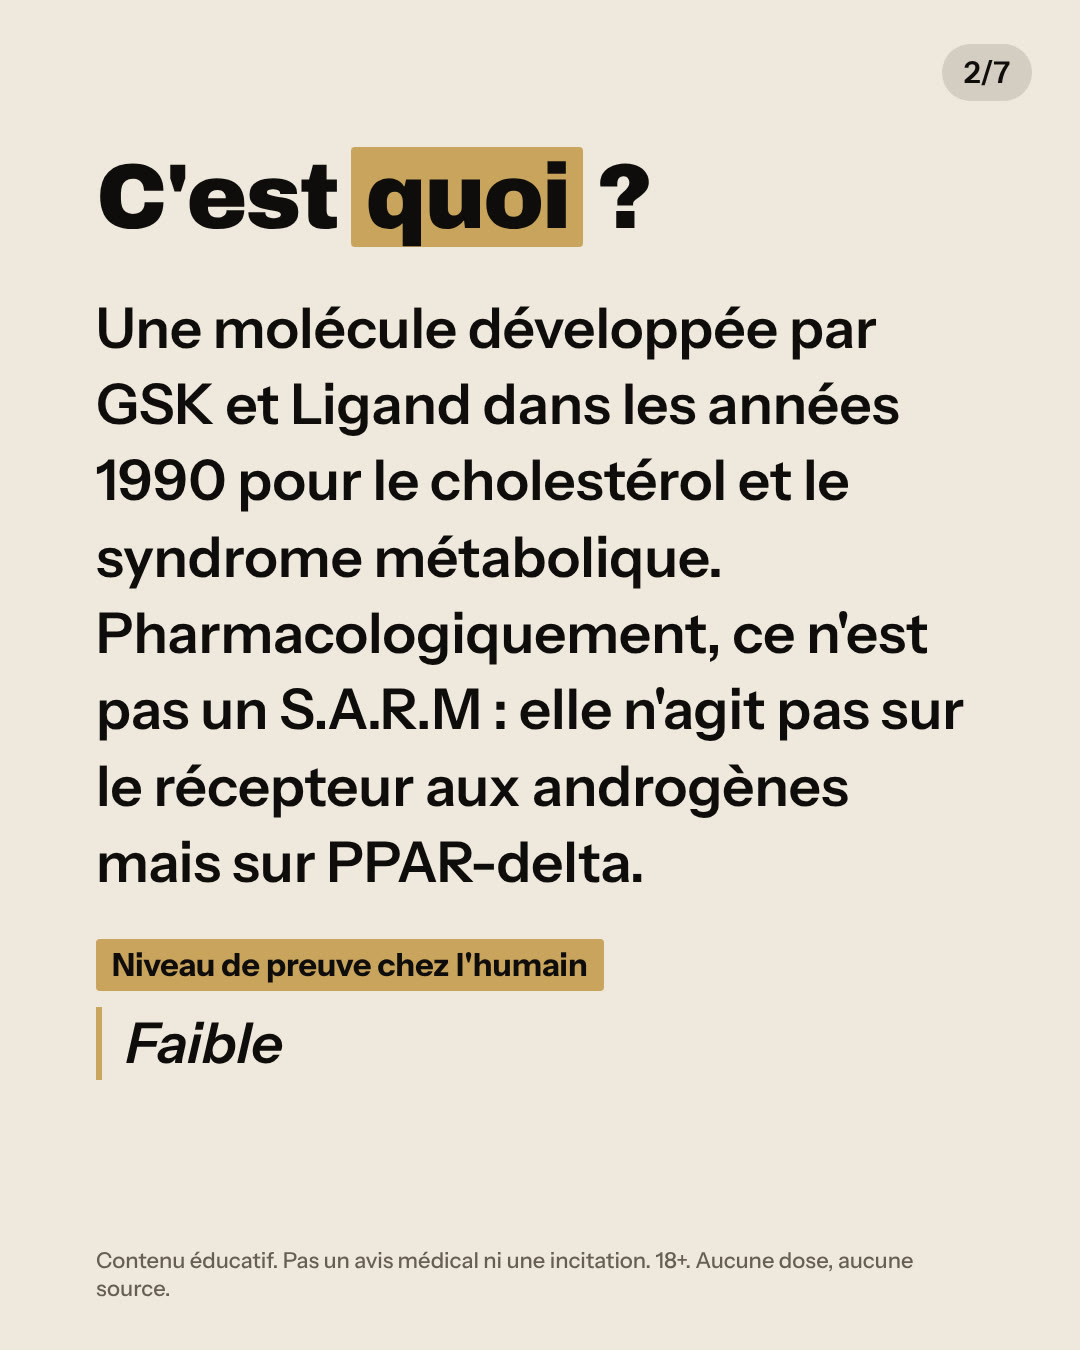 2/7
C'est quoi ?
Une molécule développée par
GSK et Ligand dans les années
1990 pour le cholestérol et le
syndrome métabolique.
Pharmacologiquement, ce n'est
pas un S.A.R.M : elle n'agit pas sur
le récepteur aux androgènes
mais sur PPAR-delta.
Niveau de preuve chez l'humain
Faible
Contenu éducatif. Pas un avis médical ni une incitation. 18+. Aucune dose, aucune
source.